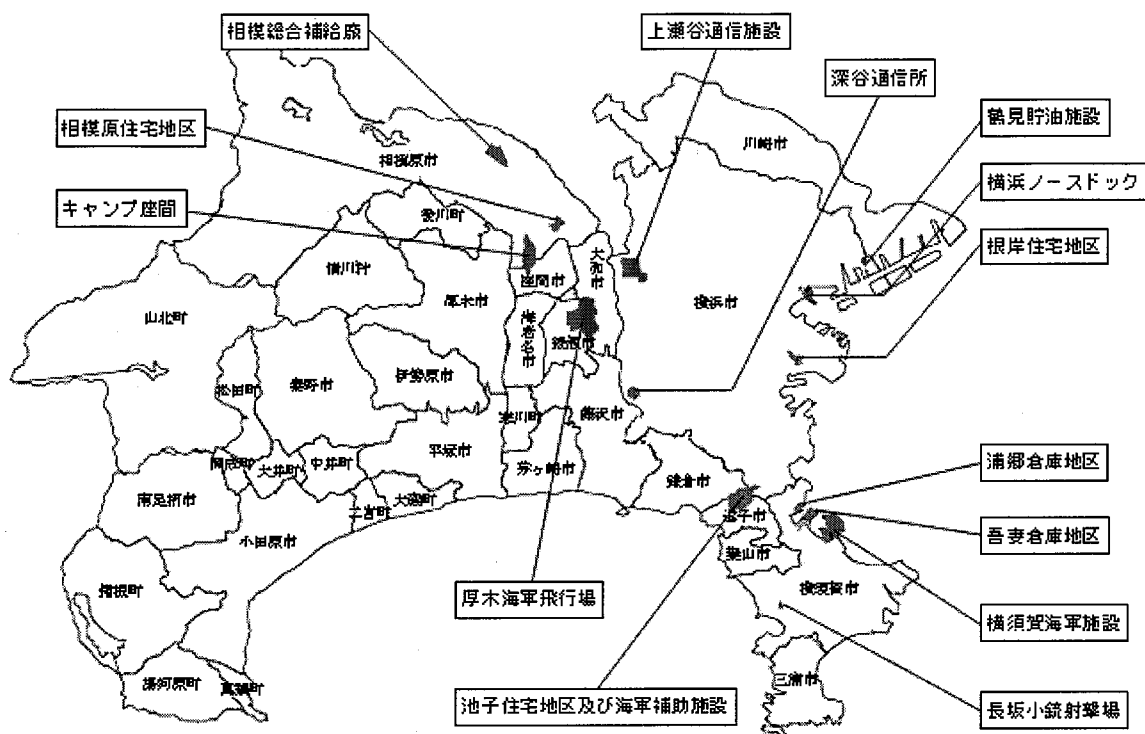 相模総合補給廠
上瀬谷通信施設
深谷通信所
相模原住宅地区
鶴見貯油施設
川崎市
相模原市
横浜ノースドック
キャンプ座間
愛川町
根岸住宅地区
大和市
清川村
座間市
厚木市
横浜市
山北町
海老名市
綾瀬市
伊勢原市
松田町
秦野市
寒川町
藤沢市
開成町
大井町
中井町
平塚市
茅ヶ崎市
鎌倉市
浦郷倉庫地区
南足柄市
二宮町
大磯町
逗子市
吾妻倉庫地区
小田原市
葉山町
箱根町
厚木海軍飛行場
横須賀市
横須賀海軍施設
湯河原町
真鶴町
三浦市
池子住宅地区及び海軍補助施設
長坂小銃射撃場